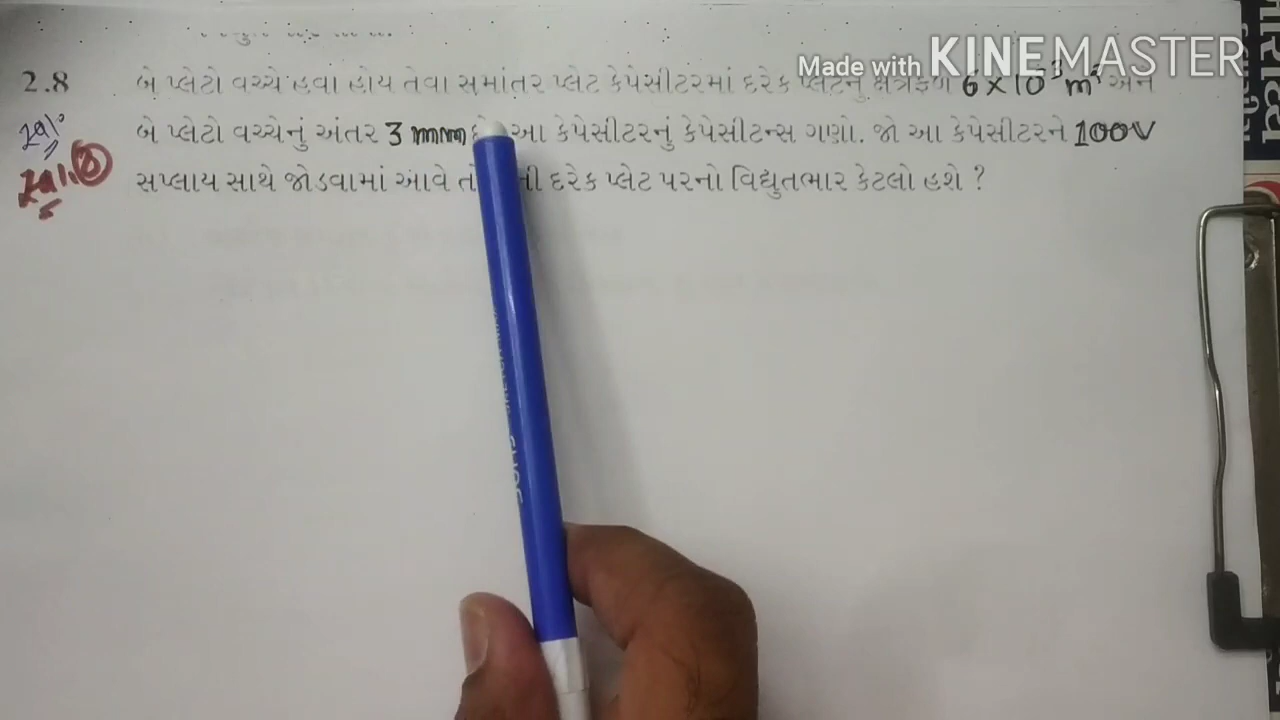 Made with KINEMASTER
2.8 બે પ્લેટો વચ્ચે હવા હોય તેવા સમાંતર પ્લેટ કેપેસીટરમાં દરેક પ્લેટનું ક્ષેત્રફળ 6 × 10⁻³ m² અને
બે પ્લેટો વચ્ચેનું અંતર 3 mm આ કેપેસીટરનું કેપેસીટન્સ ગણો. જો આ કેપેસીટરને 100V
સપ્લાય સાથે જોડવામાં આવે તો દરેક પ્લેટ પરનો વિદ્યુતભાર કેટલો હશે ?